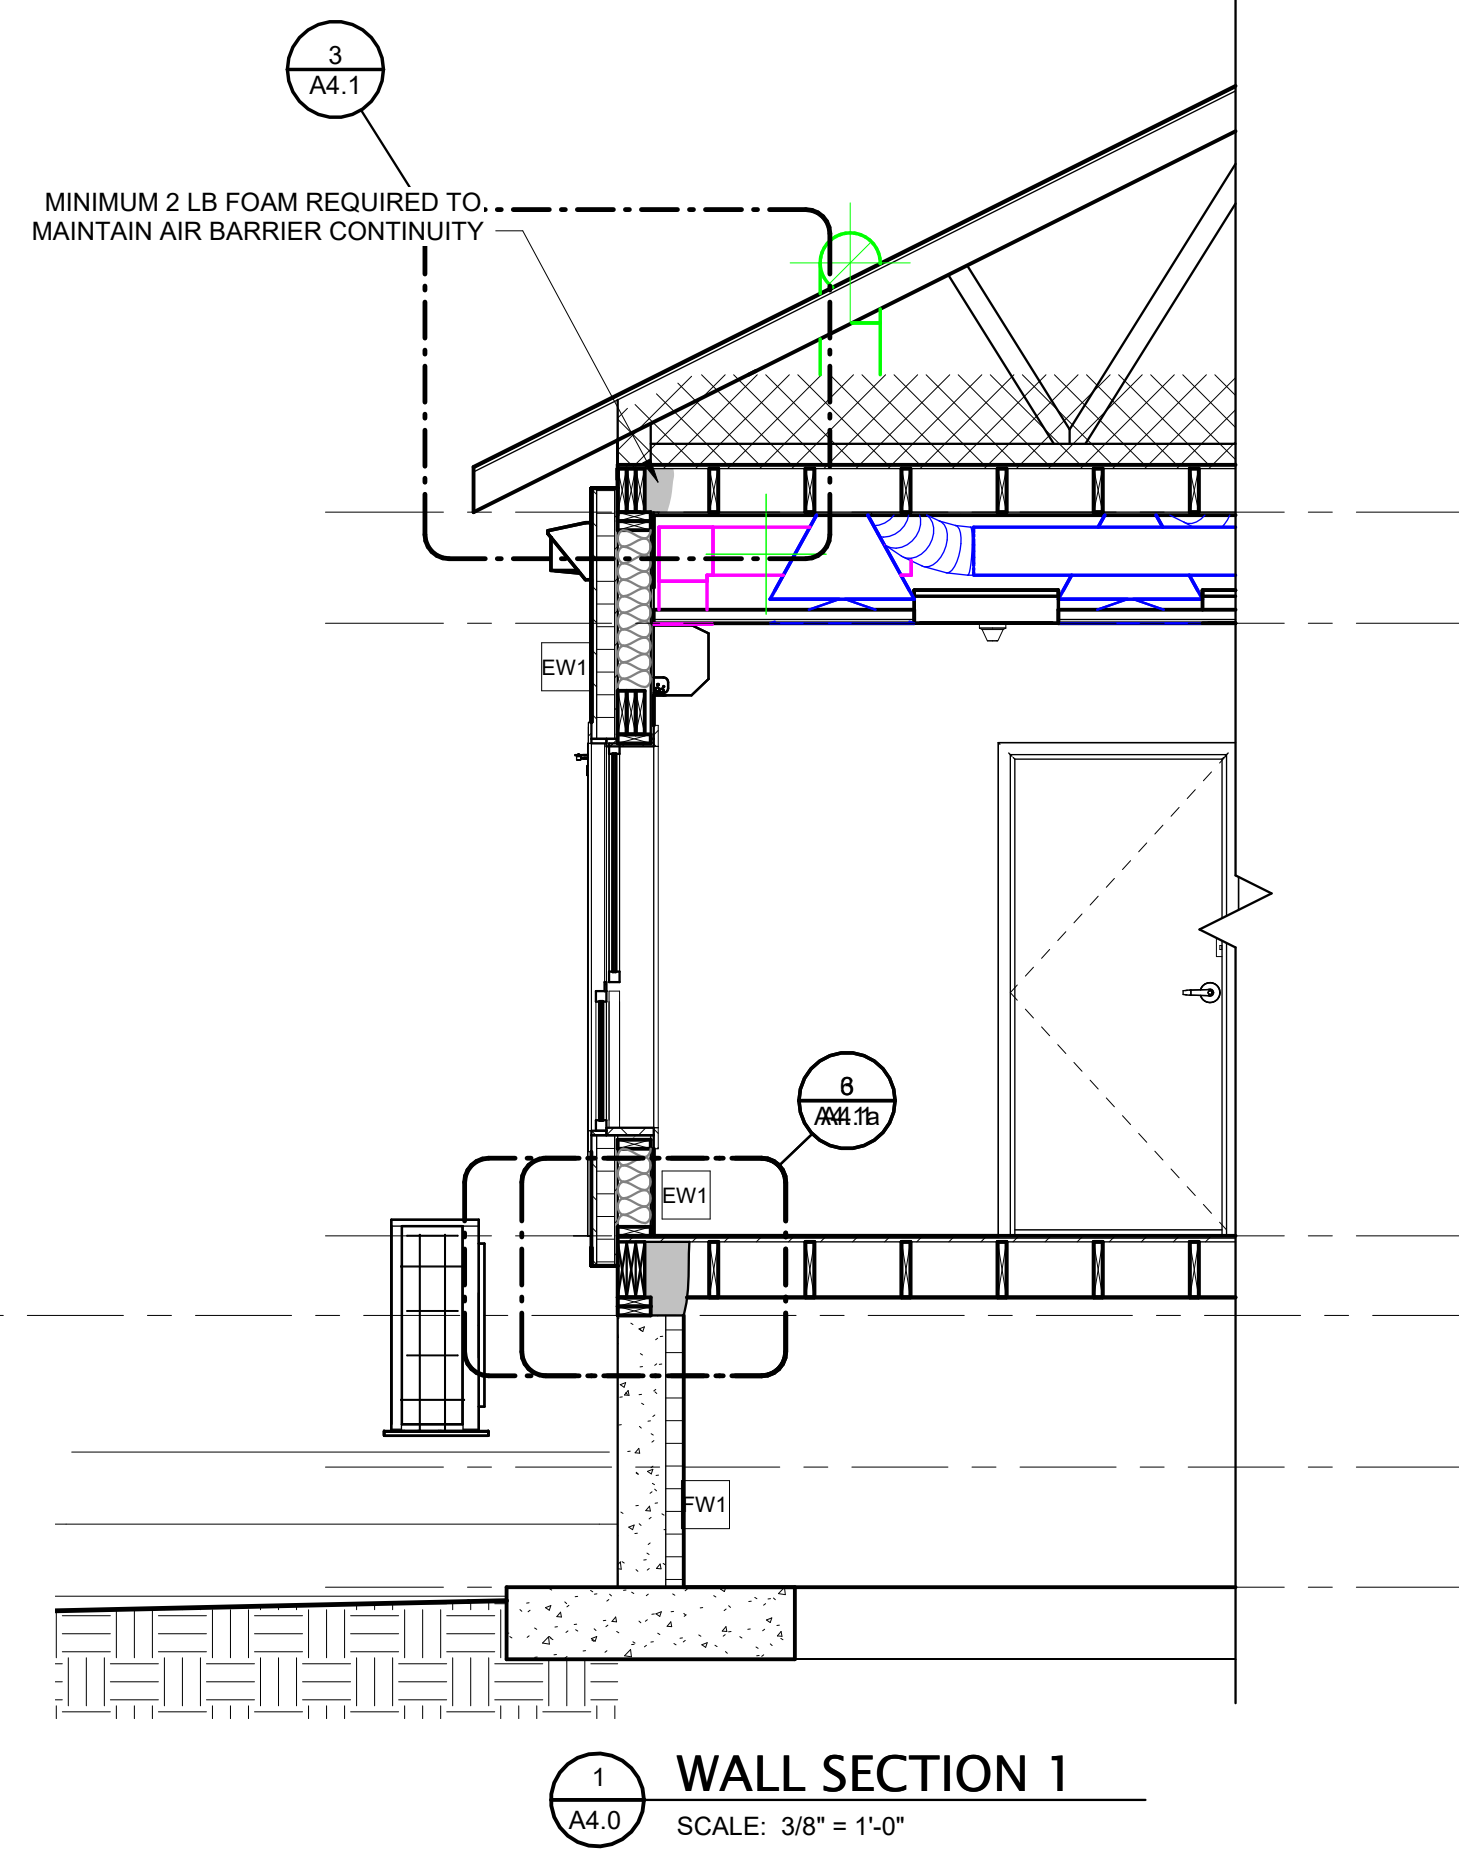 3
A4.1
MINIMUM 2 LB FOAM REQUIRED TO
MAINTAIN AIR BARRIER CONTINUITY
EW1
EW1
FW1
1
A4.0
WALL SECTION 1
SCALE: 3/8" = 1'-0"